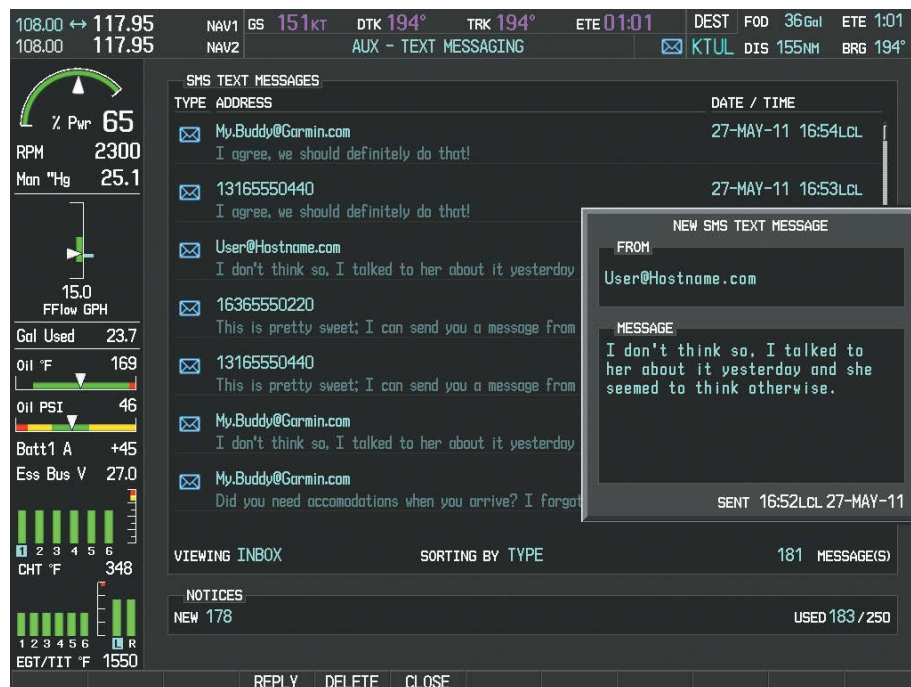 108.00 ↔ 117.95 NAV1 GS 151KT DTK 194° TRK 194° ETE 01:01 DEST FOD 36Gal ETE 1:01
108.00 117.95 NAV2 AUX - TEXT MESSAGING KTUL DIS 155NM BRG 194°
% Pwr 65
RPM 2300
Man "Hg 25.1
15.0
FFlow GPH
Gal Used 23.7
Oil °F 169
Oil PSI 46
Batt1 A +45
Ess Bus V 27.0
1 2 3 4 5 6
CHT °F 348
1 2 3 4 5 6 L R
EGT/TIT °F 1550
SMS TEXT MESSAGES
TYPE ADDRESS DATE / TIME
My.Buddy@Garmin.com 27-MAY-11 16:54LCL
I agree, we should definitely do that!
13165550440 27-MAY-11 16:53LCL
I agree, we should definitely do that!
User@Hostname.com
I don't think so, I talked to her about it yesterday
16365550220
This is pretty sweet; I can send you a message from
13165550440
This is pretty sweet; I can send you a message from
My.Buddy@Garmin.com
I don't think so, I talked to her about it yesterday
My.Buddy@Garmin.com
Did you need accomodations when you arrive? I forgot
NEW SMS TEXT MESSAGE
FROM
User@Hostname.com
MESSAGE
I don't think so, I talked to
her about it yesterday and she
seemed to think otherwise.
SENT 16:52LCL 27-MAY-11
VIEWING INBOX SORTING BY TYPE 181 MESSAGE(S)
NOTICES
NEW 178 USED 183 / 250
REPLY DELETE CLOSE